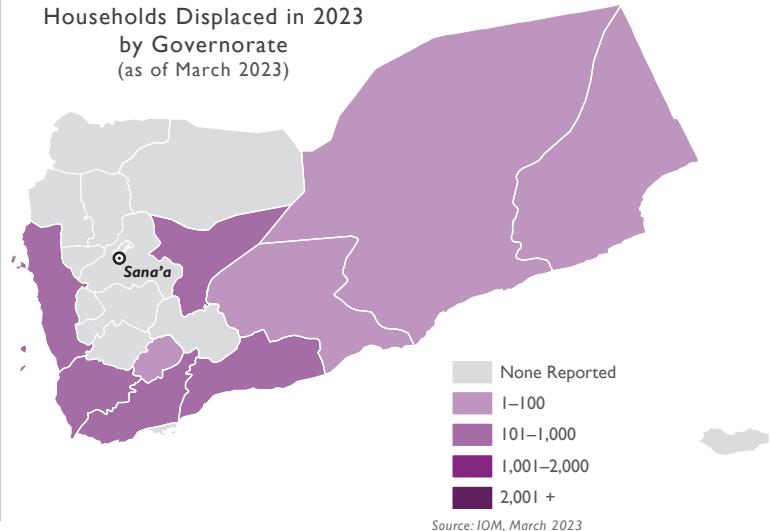 Households Displaced in 2023
by Governorate
(as of March 2023)
Sana'a
None Reported
1–100
101–1,000
1,001–2,000
2,001 +
Source: IOM, March 2023